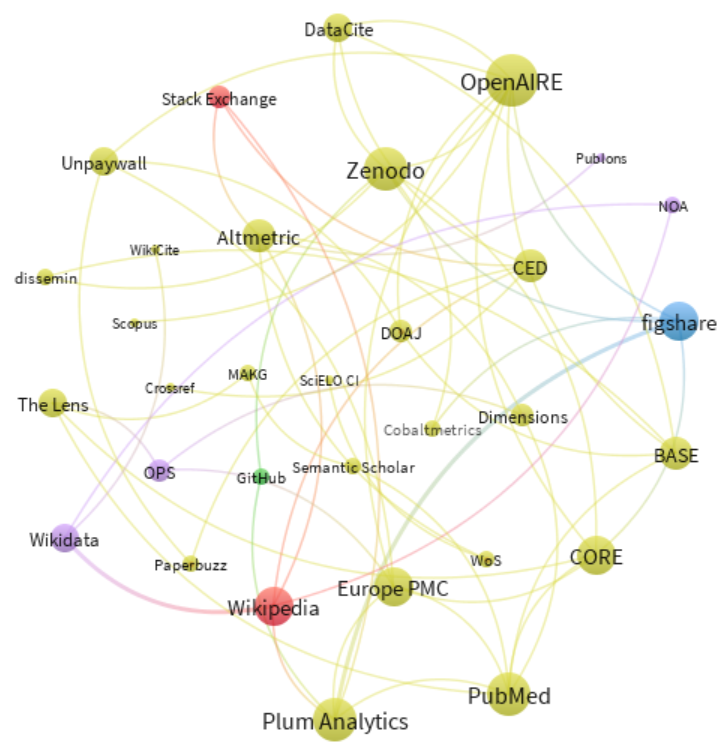 DataCite
OpenAIRE
Stack Exchange
Publons
Unpaywall
Zenodo
NOA
Altmetric
WikiCite
CED
dissemin
Scopus
figshare
DOAJ
MAKG
SciELO CI
Crossref
The Lens
Cobaltmetrics
Dimensions
BASE
OPS
GitHub
Semantic Scholar
Wikidata
Paperbuzz
WoS
CORE
Europe PMC
Wikipedia
PubMed
Plum Analytics